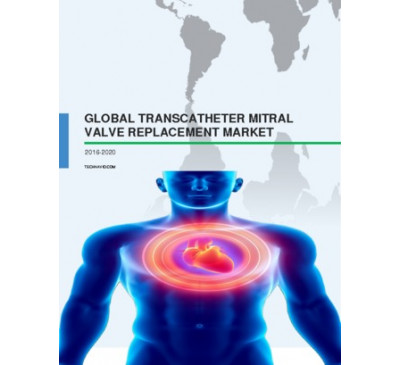 GLOBAL TRANSCATHETER MITRAL
VALVE REPLACEMENT MARKET
2016-2020
TECHNAVIO.COM